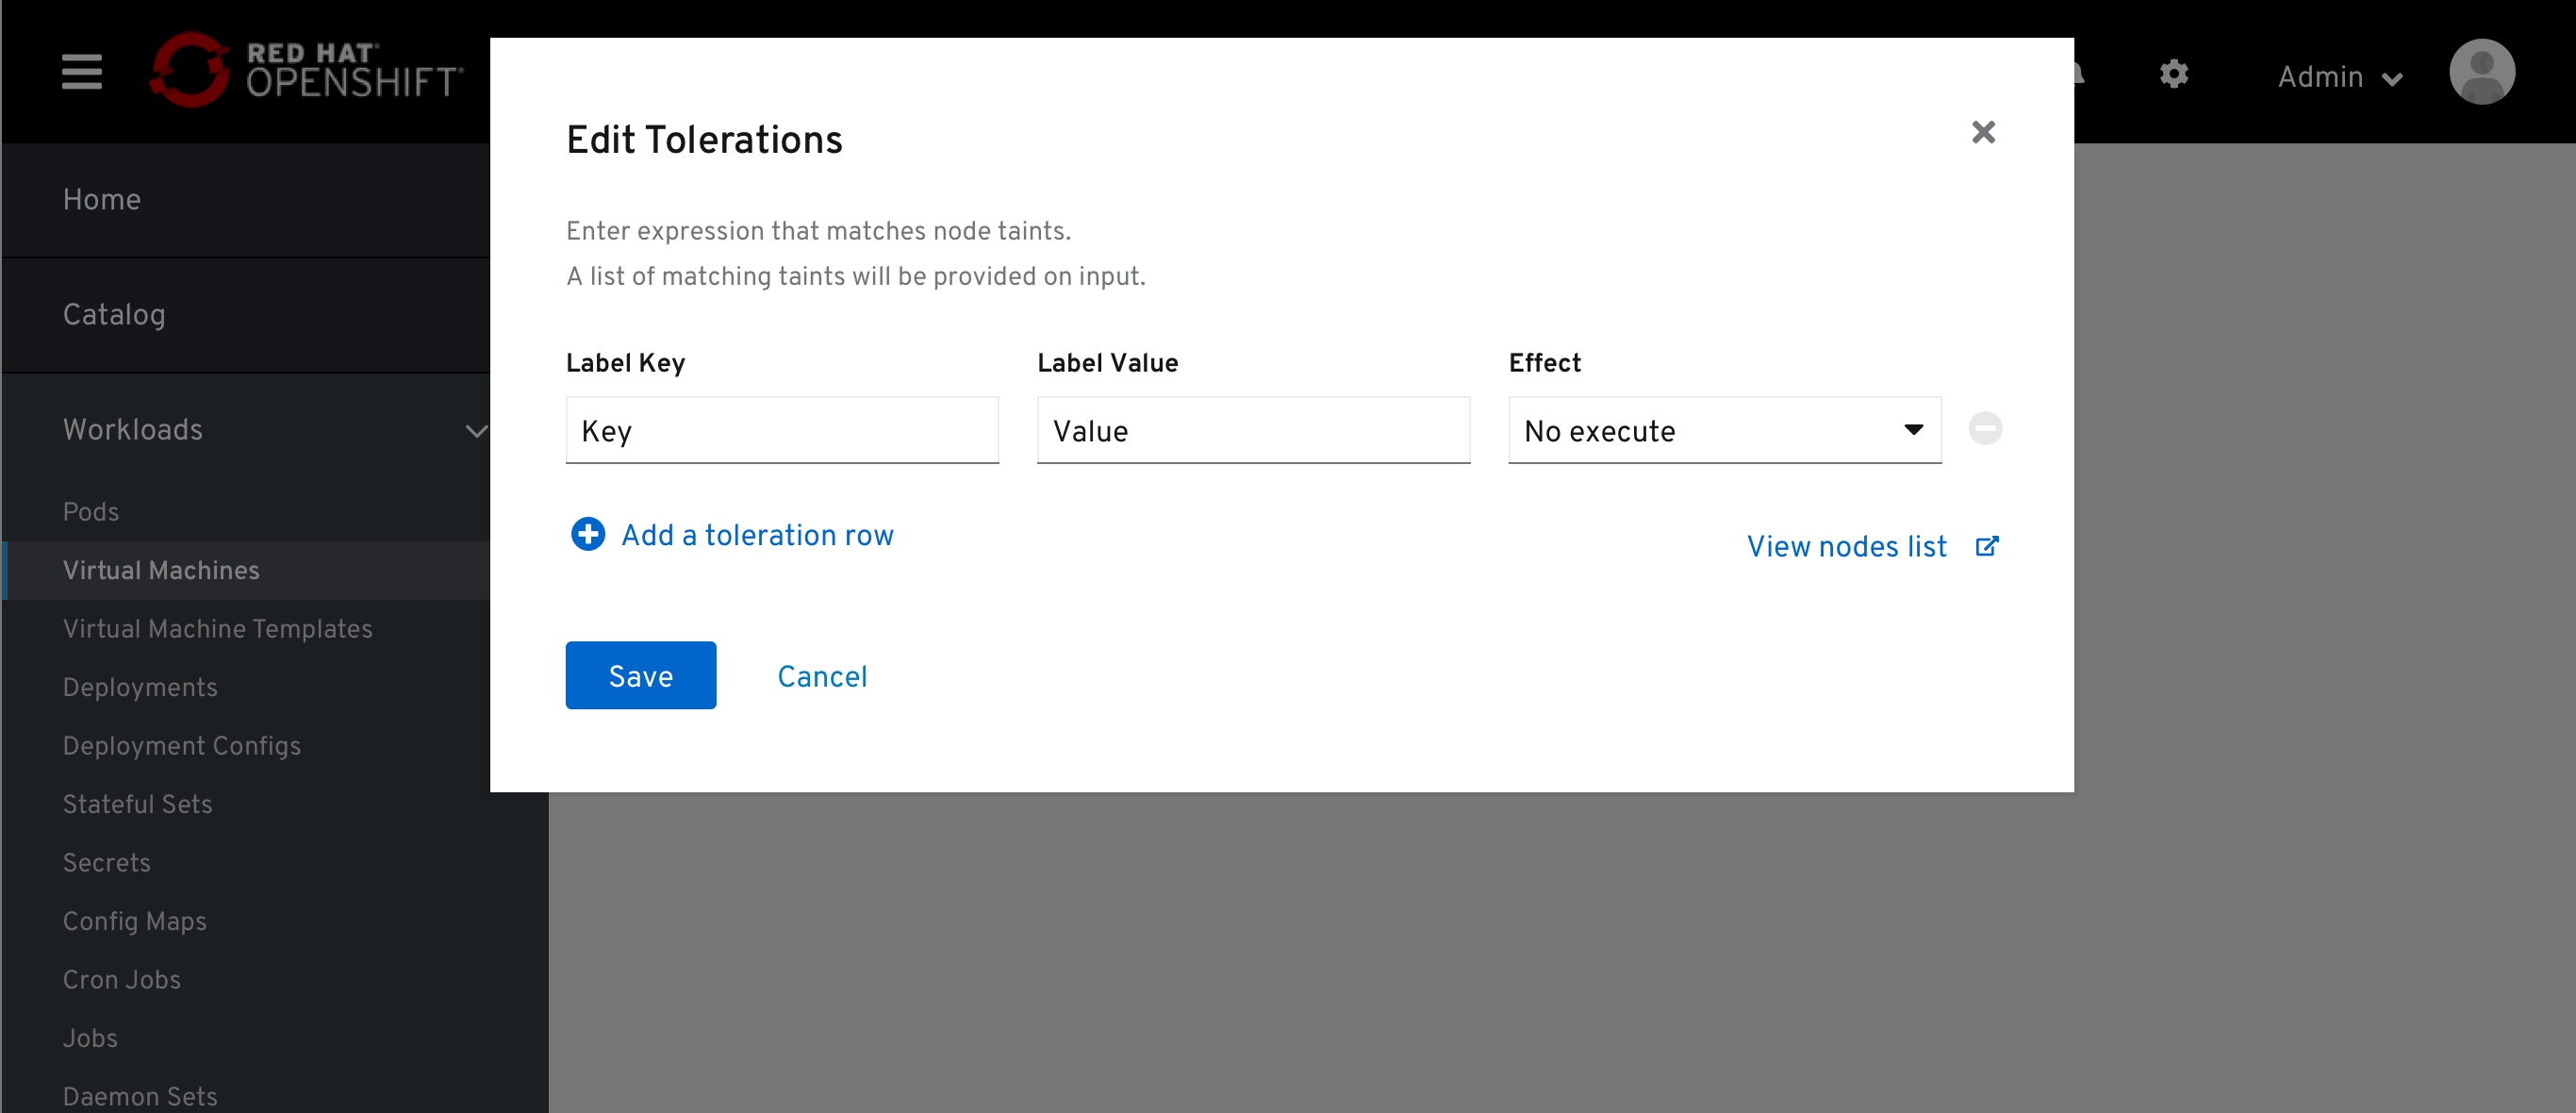 RED HAT
OPENSHIFT
Admin
Home
Catalog
Workloads
Pods
Virtual Machines
Virtual Machine Templates
Deployments
Deployment Configs
Stateful Sets
Secrets
Config Maps
Cron Jobs
Jobs
Daemon Sets
Edit Tolerations
Enter expression that matches node taints.
A list of matching taints will be provided on input.
Label Key Label Value Effect
Key Value No execute
Add a toleration row
View nodes list
Save Cancel